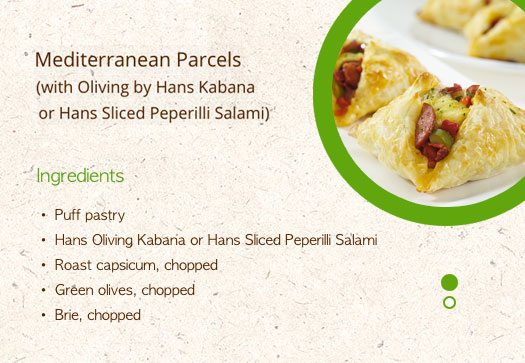 Mediterranean Parcels
(with Oliving by Hans Kabana
or Hans Sliced Peperilli Salami)
Ingredients
• Puff pastry
• Hans Oliving Kabana or Hans Sliced Peperilli Salami
• Roast capsicum, chopped
• Green olives, chopped
• Brie, chopped